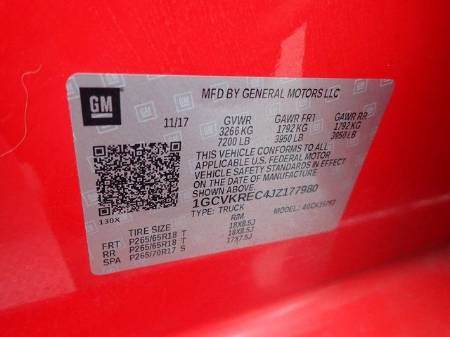 GM
MFD BY GENERAL MOTORS LLC
11/17 GVWR GAWR FRT GAWR RR
3266 KG 1792 KG 1792 KG
7200 LB 3950 LB 3950 LB
THIS VEHICLE CONFORMS TO ALL
APPLICABLE U.S. FEDERAL MOTOR
VEHICLE SAFETY STANDARDS IN
EFFECT ON THE DATE OF MANUFACTURE
SHOWN ABOVE.
1GCVKREC4JZ177980
TYPE: TRUCK MODEL:
130X
TIRE SIZE RIM
FRT P265/65R18 T 18X8.5J
RR P265/65R18 T 18X8.5J
SPA P265/70R17 S 17X7.5J